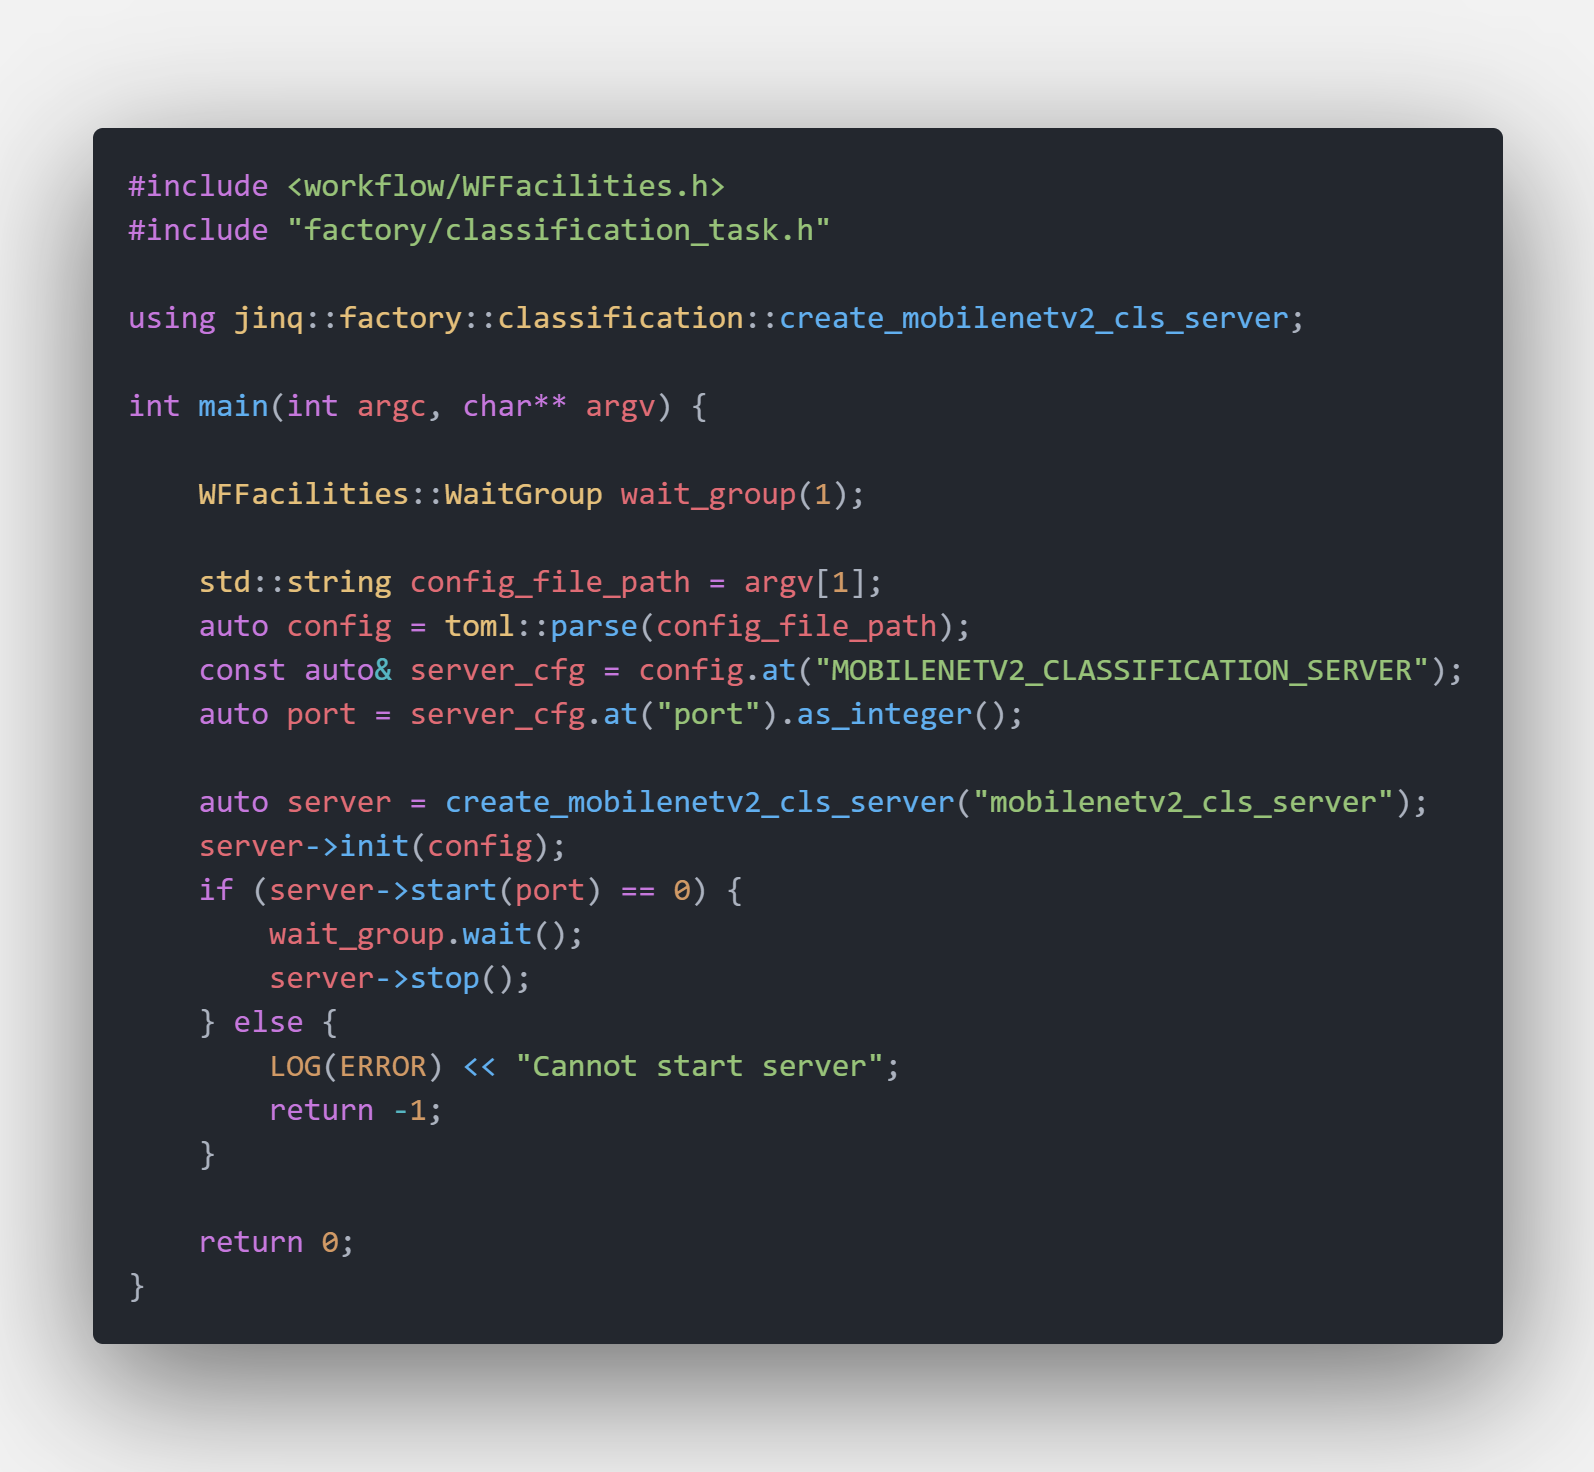 #include <workflow/WFFacilities.h>
#include "factory/classification_task.h"

using jinq::factory::classification::create_mobilenetv2_cls_server;

int main(int argc, char** argv) {

    WFFacilities::WaitGroup wait_group(1);

    std::string config_file_path = argv[1];
    auto config = toml::parse(config_file_path);
    const auto& server_cfg = config.at("MOBILENETV2_CLASSIFICATION_SERVER");
    auto port = server_cfg.at("port").as_integer();

    auto server = create_mobilenetv2_cls_server("mobilenetv2_cls_server");
    server->init(config);
    if (server->start(port) == 0) {
        wait_group.wait();
        server->stop();
    } else {
        LOG(ERROR) << "Cannot start server";
        return -1;
    }

    return 0;
}